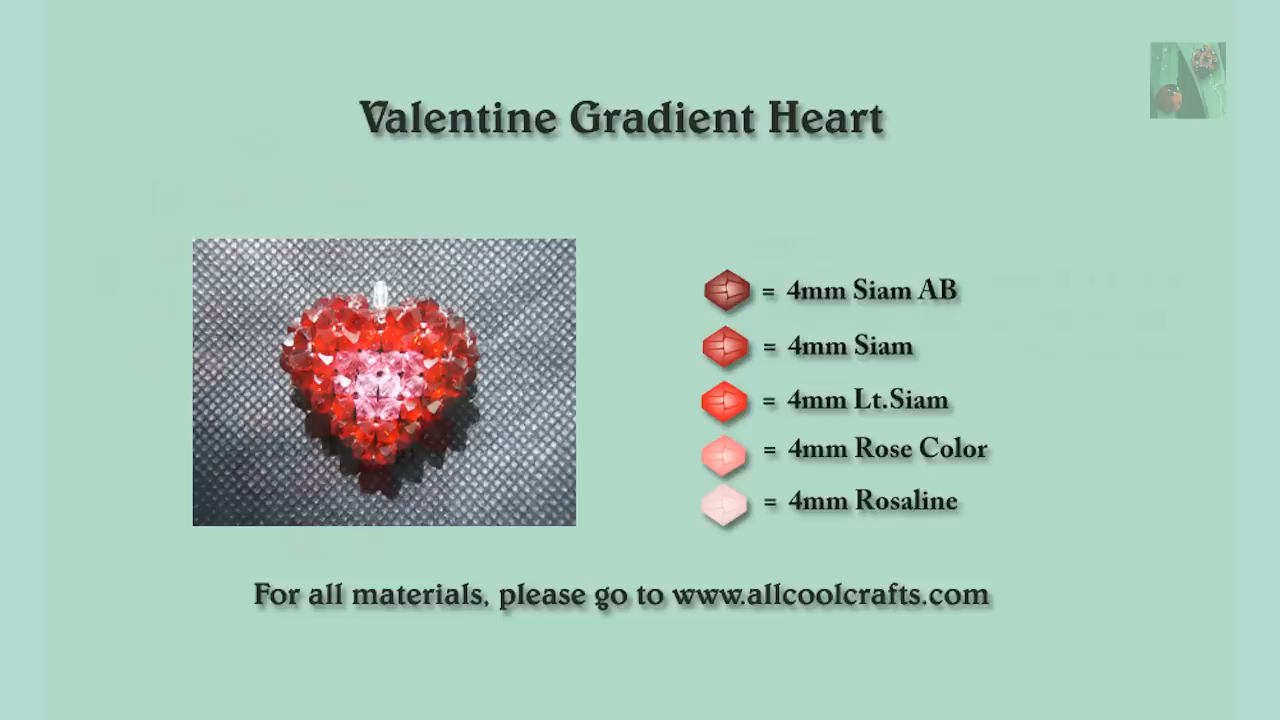 Valentine Gradient Heart
= 4mm Siam AB
= 4mm Siam
= 4mm Lt.Siam
= 4mm Rose Color
= 4mm Rosaline
For all materials, please go to www.allcoolcrafts.com